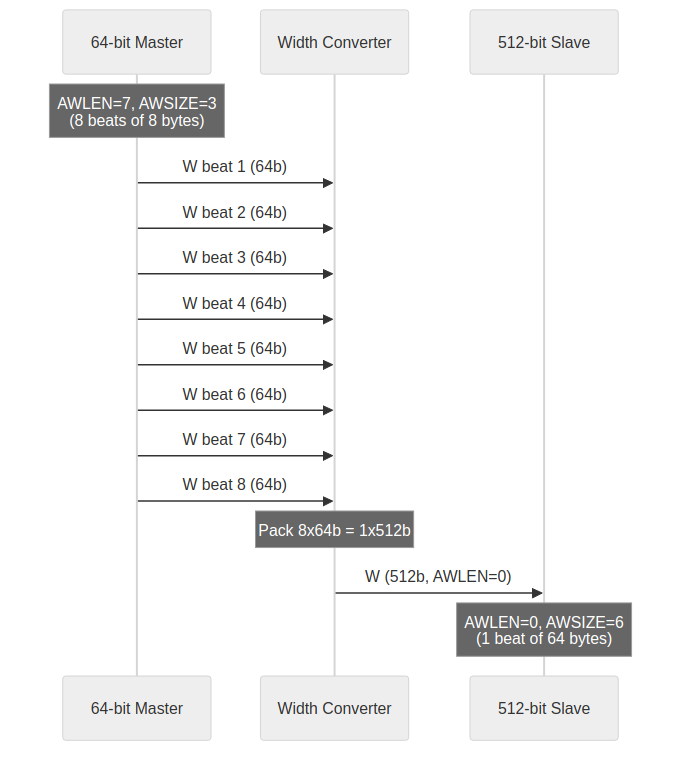 64-bit Master
Width Converter
512-bit Slave
AWLEN=7, AWSIZE=3
(8 beats of 8 bytes)
W beat 1 (64b)
W beat 2 (64b)
W beat 3 (64b)
W beat 4 (64b)
W beat 5 (64b)
W beat 6 (64b)
W beat 7 (64b)
W beat 8 (64b)
Pack 8x64b = 1x512b
W (512b, AWLEN=0)
AWLEN=0, AWSIZE=6
(1 beat of 64 bytes)
64-bit Master
Width Converter
512-bit Slave